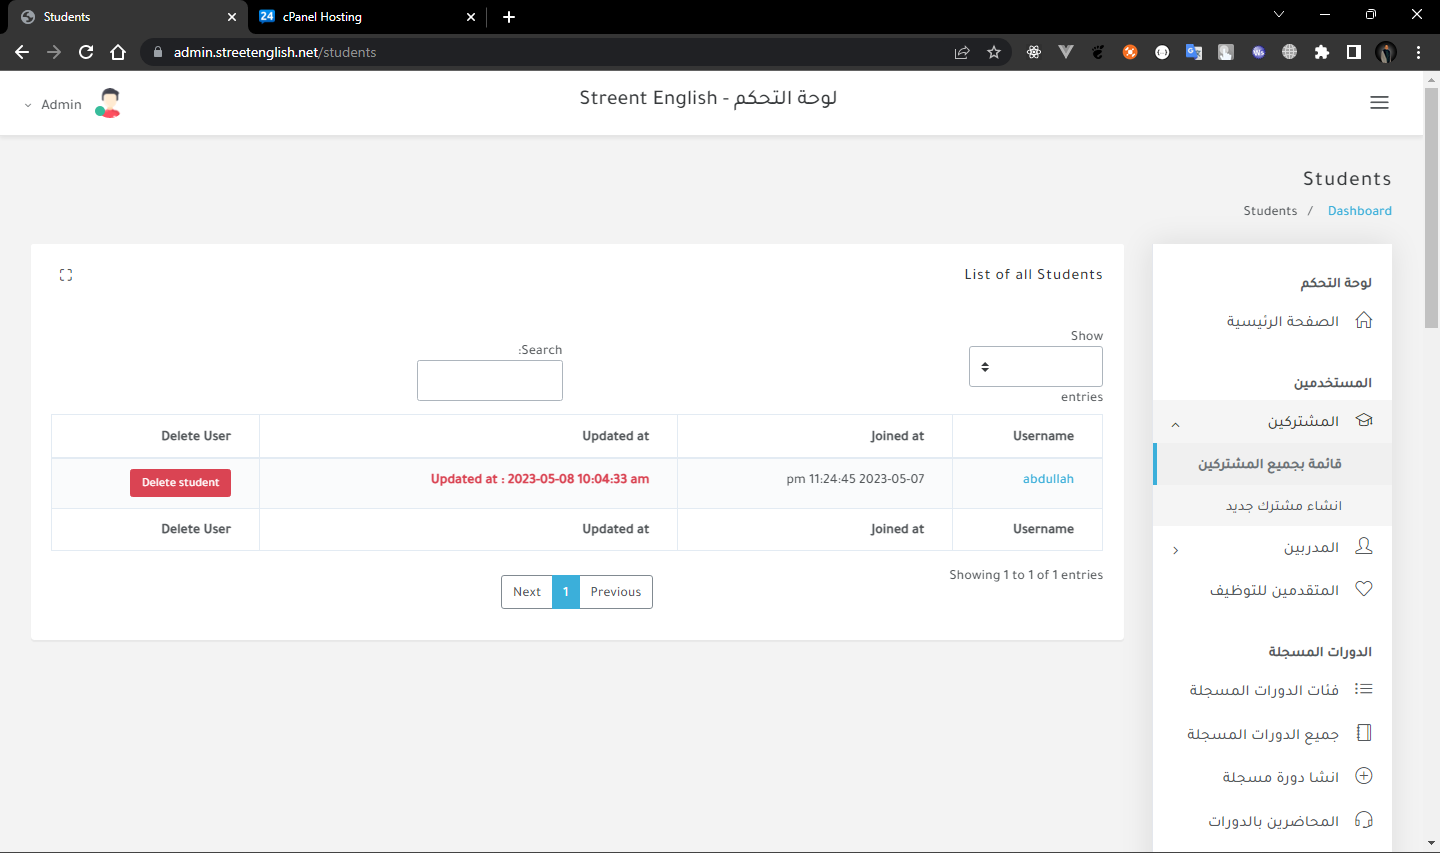 Students
24 cPanel Hosting
admin.streetenglish.net/students
Admin
Streent English - لوحة التحكم
Students
Students / Dashboard
List of all Students
Show
entries
:Search
Username
Joined at
Updated at
Delete User
abdullah
pm 11:24:45 2023-05-07
Updated at : 2023-05-08 10:04:33 am
Delete student
Username
Joined at
Updated at
Delete User
Showing 1 to 1 of 1 entries
Next 1 Previous
لوحة التحكم
الصفحة الرئيسية
المستخدمين
المشتركين
قائمة بجميع المشتركين
انشاء مشترك جديد
المدربين
المتقدمين للتوظيف
الدورات المسجلة
فئات الدورات المسجلة
جميع الدورات المسجلة
انشا دورة مسجلة
المحاضرين بالدورات